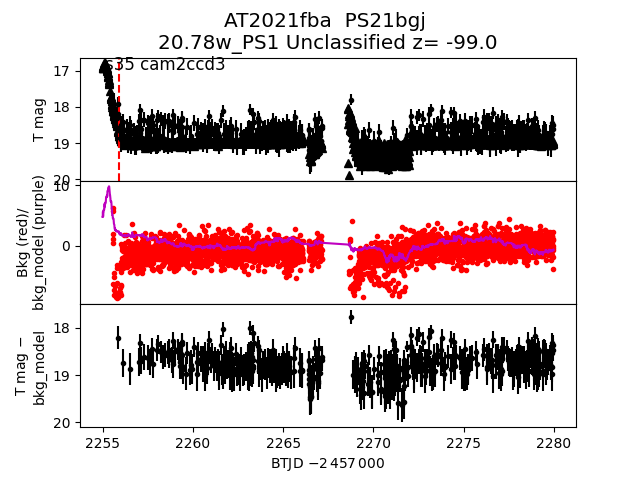 AT2021fba  PS21bgj
20.78w_PS1 Unclassified z= -99.0
s35 cam2ccd3
17
18
19
20
T mag
10
0
Bkg (red)/
bkg_model (purple)
18
19
20
T mag −
bkg_model
2255
2260
2265
2270
2275
2280
BTJD −2 457 000